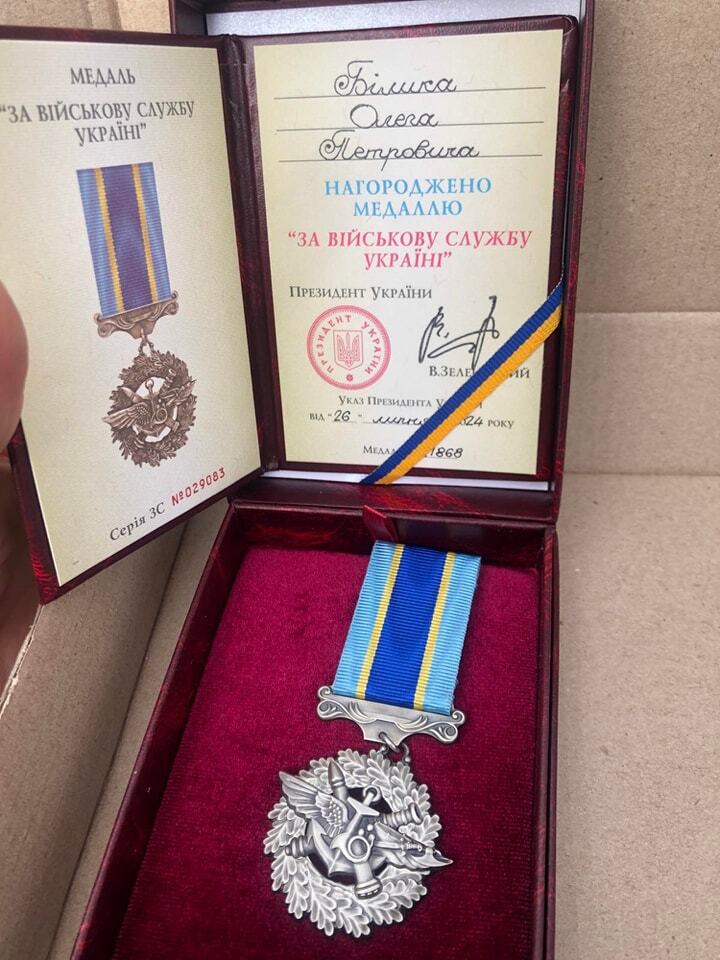 МЕДАЛЬ
"ЗА ВІЙСЬКОВУ СЛУЖБУ
УКРАЇНІ"
Серія ЗС №029083
Білика
Олега
Петровича
НАГОРОДЖЕНО
МЕДАЛЛЮ
"ЗА ВІЙСЬКОВУ СЛУЖБУ
УКРАЇНІ"
ПРЕЗИДЕНТ УКРАЇНИ
ПРЕЗИДЕНТ УКРАЇНИ
УКАЗ ПРЕЗИДЕНТА
ВІД "26" РОКУ